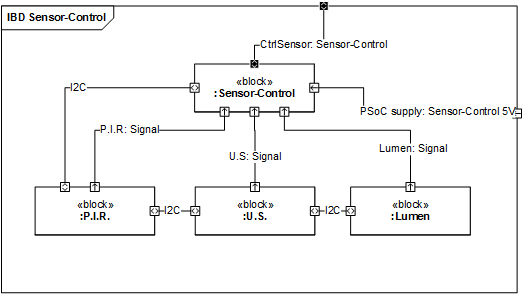 IBD Sensor-Control
CtrlSensor: Sensor-Control
I2C
«block»
:Sensor-Control
PSoC supply: Sensor-Control 5V
P.I.R: Signal
Lumen: Signal
U.S: Signal
«block»
:P.I.R.
I2C
«block»
:U.S.
I2C
«block»
:Lumen